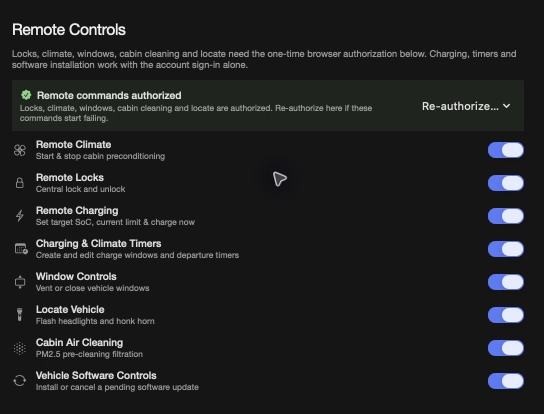 Remote Controls
Locks, climate, windows, cabin cleaning and locate need the one-time browser authorization below. Charging, timers and
software installation work with the account sign-in alone.
Remote commands authorized
Locks, climate, windows, cabin cleaning and locate are authorized. Re-authorize here if these
commands start failing.
Re-authorize...
Remote Climate
Start & stop cabin preconditioning
Remote Locks
Central lock and unlock
Remote Charging
Set target SoC, current limit & charge now
Charging & Climate Timers
Create and edit charge windows and departure timers
Window Controls
Vent or close vehicle windows
Locate Vehicle
Flash headlights and honk horn
Cabin Air Cleaning
PM2.5 pre-cleaning filtration
Vehicle Software Controls
Install or cancel a pending software update